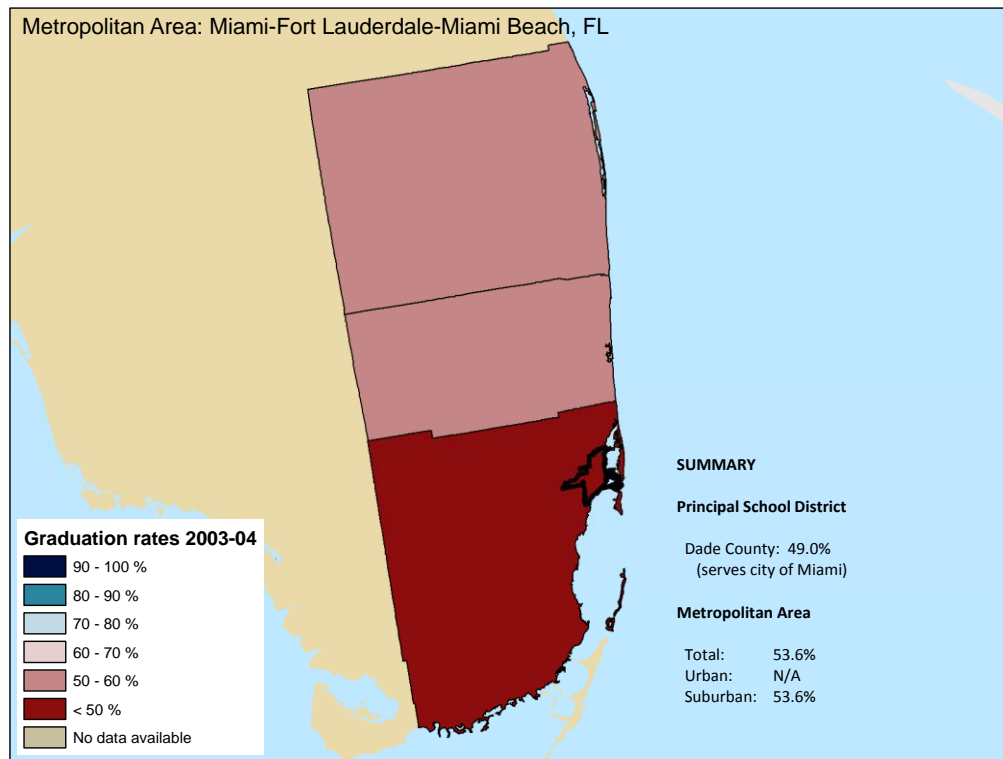 Metropolitan Area: Miami-Fort Lauderdale-Miami Beach, FL
SUMMARY
Principal School District
Dade County: 49.0%
(serves city of Miami)
Metropolitan Area
Total: 53.6%
Urban: N/A
Suburban: 53.6%
Graduation rates 2003-04
90 - 100 %
80 - 90 %
70 - 80 %
60 - 70 %
50 - 60 %
< 50 %
No data available